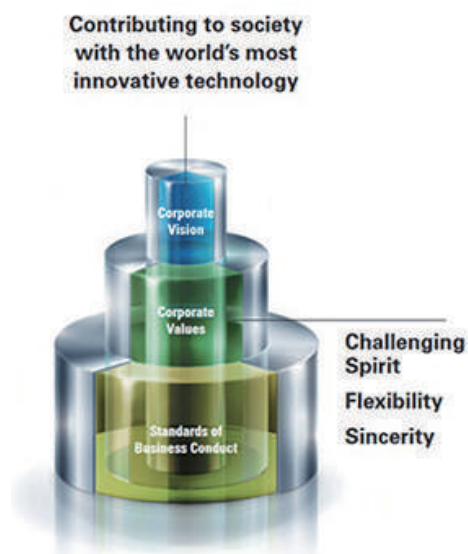 Contributing to society
with the world's most
innovative technology
Corporate
Vision
Corporate
Values
Challenging
Spirit
Flexibility
Sincerity
Standards of
Business Conduct